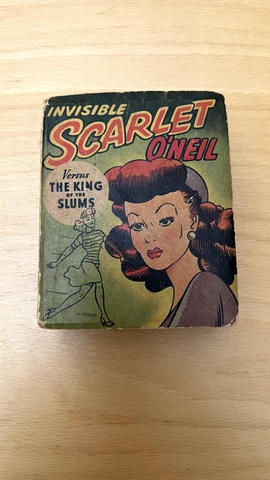 INVISIBLE
SCARLET
O'NEIL
Versus
THE KING
OF THE
SLUMS